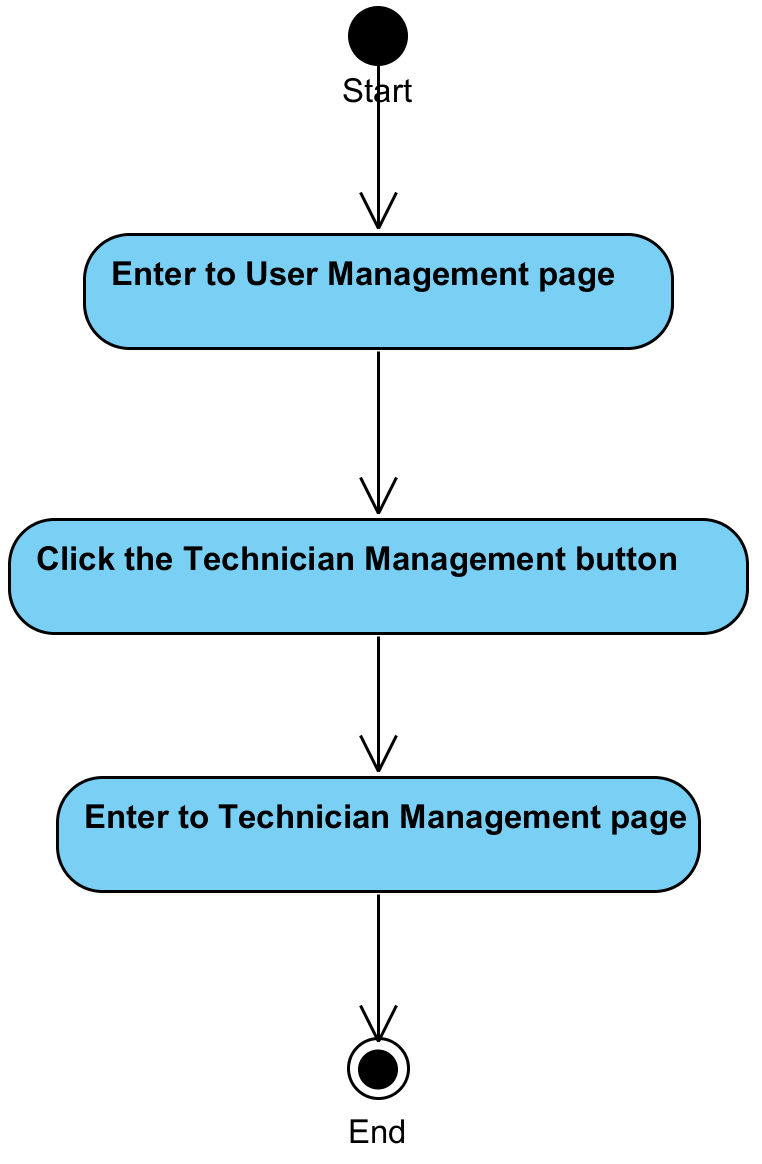 Start
Enter to User Management page
Click the Technician Management button
Enter to Technician Management page
End